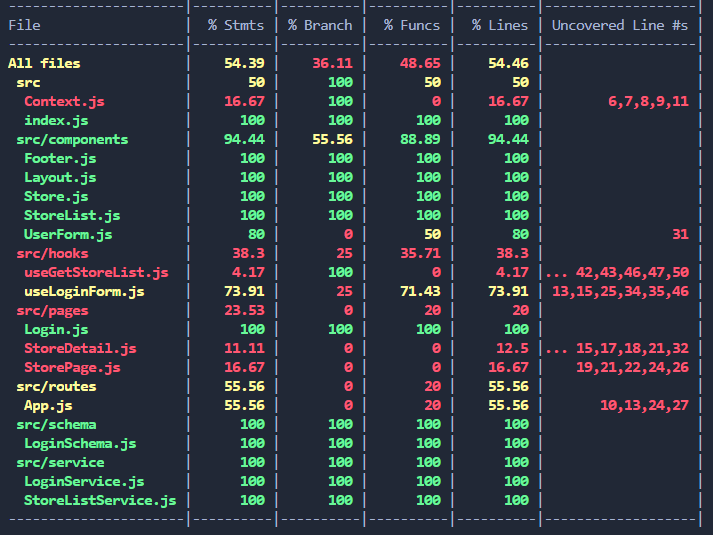 --------------------|----------|----------|----------|----------|-------------------|
File                |  % Stmts | % Branch |  % Funcs |  % Lines | Uncovered Line #s |
--------------------|----------|----------|----------|----------|-------------------|
All files           |    54.39 |    36.11 |    48.65 |    54.46 |                   |
 src                |       50 |      100 |       50 |       50 |                   |
  Context.js        |    16.67 |      100 |        0 |    16.67 |        6,7,8,9,11 |
  index.js          |      100 |      100 |      100 |      100 |                   |
 src/components     |    94.44 |    55.56 |    88.89 |    94.44 |                   |
  Footer.js         |      100 |      100 |      100 |      100 |                   |
  Layout.js         |      100 |      100 |      100 |      100 |                   |
  Store.js          |      100 |      100 |      100 |      100 |                   |
  StoreList.js      |      100 |      100 |      100 |      100 |                   |
  UserForm.js       |       80 |        0 |       50 |       80 |                31 |
 src/hooks          |     38.3 |       25 |    35.71 |     38.3 |                   |
  useGetStoreList.js |     4.17 |      100 |        0 |     4.17 |... 42,43,46,47,50 |
  useLoginForm.js   |    73.91 |       25 |    71.43 |    73.91 | 13,15,25,34,35,46 |
 src/pages          |    23.53 |        0 |       20 |       20 |                   |
  Login.js          |      100 |      100 |      100 |      100 |                   |
  StoreDetail.js    |    11.11 |        0 |        0 |     12.5 |... 15,17,18,21,32 |
  StorePage.js      |    16.67 |        0 |        0 |    16.67 |    19,21,22,24,26 |
 src/routes         |    55.56 |        0 |       20 |    55.56 |                   |
  App.js            |    55.56 |        0 |       20 |    55.56 |       10,13,24,27 |
 src/schema         |      100 |      100 |      100 |      100 |                   |
  LoginSchema.js    |      100 |      100 |      100 |      100 |                   |
 src/service        |      100 |      100 |      100 |      100 |                   |
  LoginService.js   |      100 |      100 |      100 |      100 |                   |
  StoreListService.js |      100 |      100 |      100 |      100 |                   |
--------------------|----------|----------|----------|----------|-------------------|